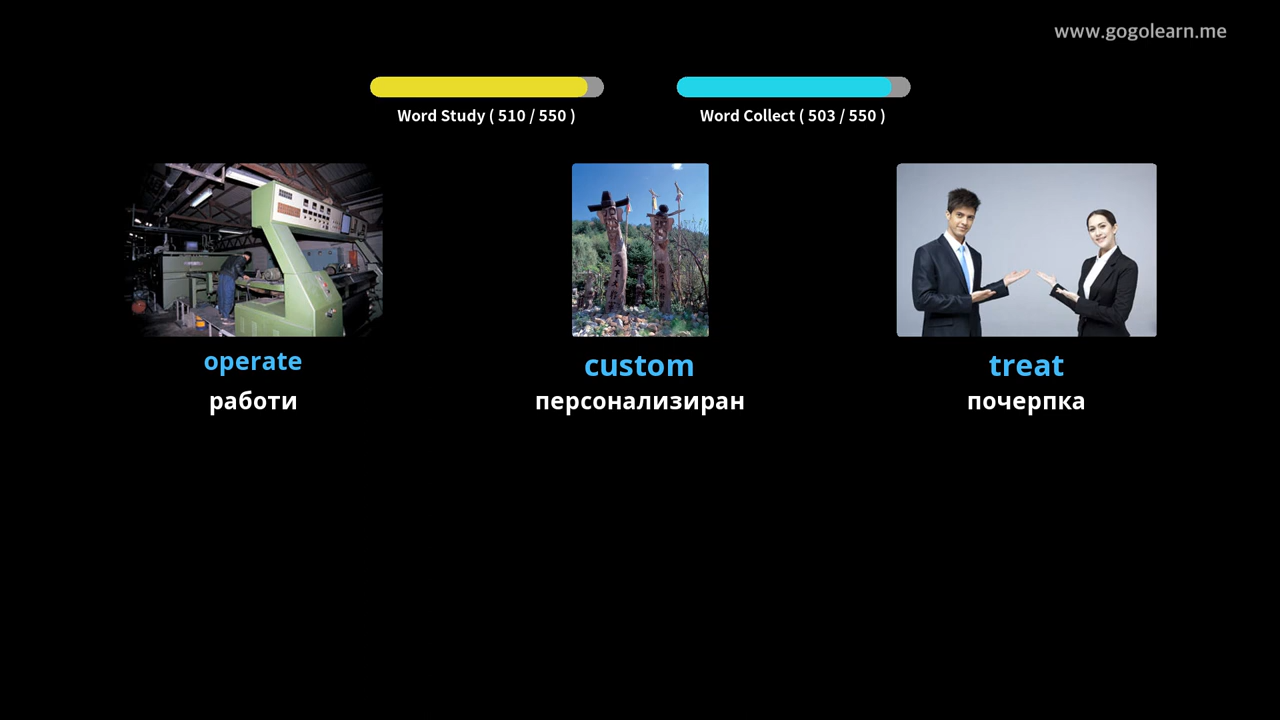 www.gogolearn.me
Word Study ( 510 / 550 )
Word Collect ( 503 / 550 )
operate
custom
treat
работи
персонализиран
почерпка